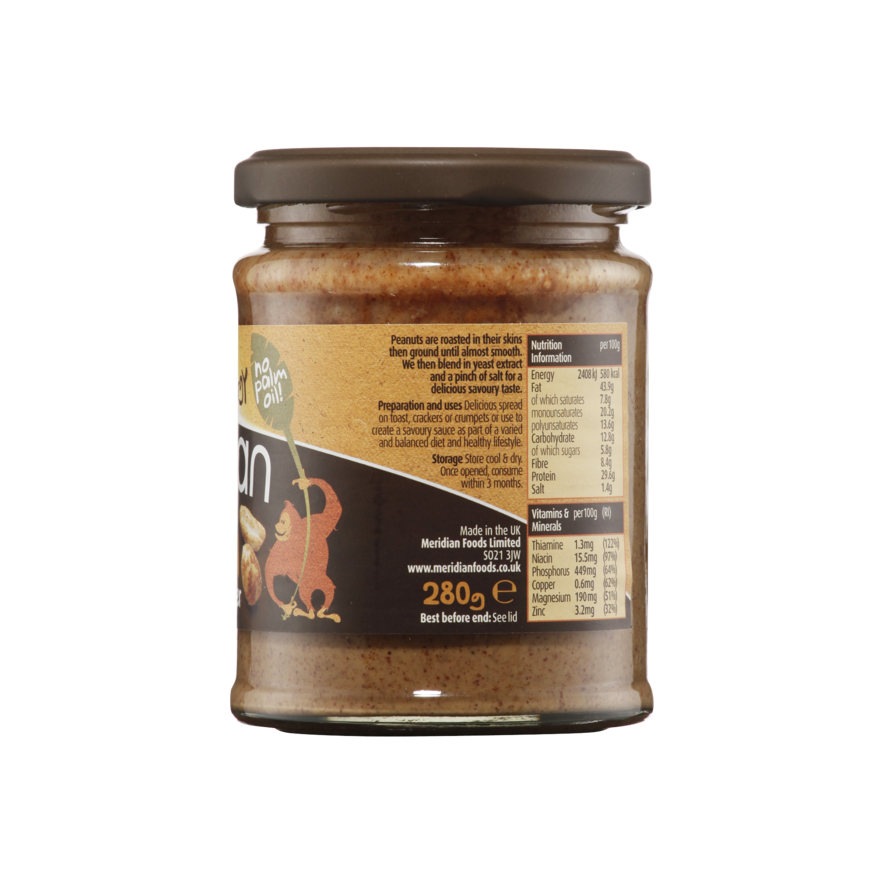 no
palm
oil!
an
Peanuts are roasted in their skins
then ground until almost smooth.
We then blend in yeast extract
and a pinch of salt for a
delicious savoury taste.
Preparation and uses Delicious spread
on toast, crackers or crumpets or use to
create a savoury sauce as part of a varied
and balanced diet and healthy lifestyle.
Storage Store cool & dry.
Once opened, consume
within 3 months.
Made in the UK
Meridian Foods Limited
SO21 3JW
www.meridianfoods.co.uk
280g e
Best before end: See lid
Nutrition per100g
Information
Energy 2408kJ 580kcal
Fat 43.9g
of which saturates 7.8g
monounsaturates 20.2g
polyunsaturates 13.6g
Carbohydrate 12.8g
of which sugars 5.8g
Fibre 8.4g
Protein 29.6g
Salt 1.4g
Vitamins & per100g (RI)
Minerals
Thiamine 1.3mg (122%)
Niacin 15.5mg (97%)
Phosphorus 449mg (64%)
Copper 0.6mg (62%)
Magnesium 190mg (51%)
Zinc 3.2mg (32%)